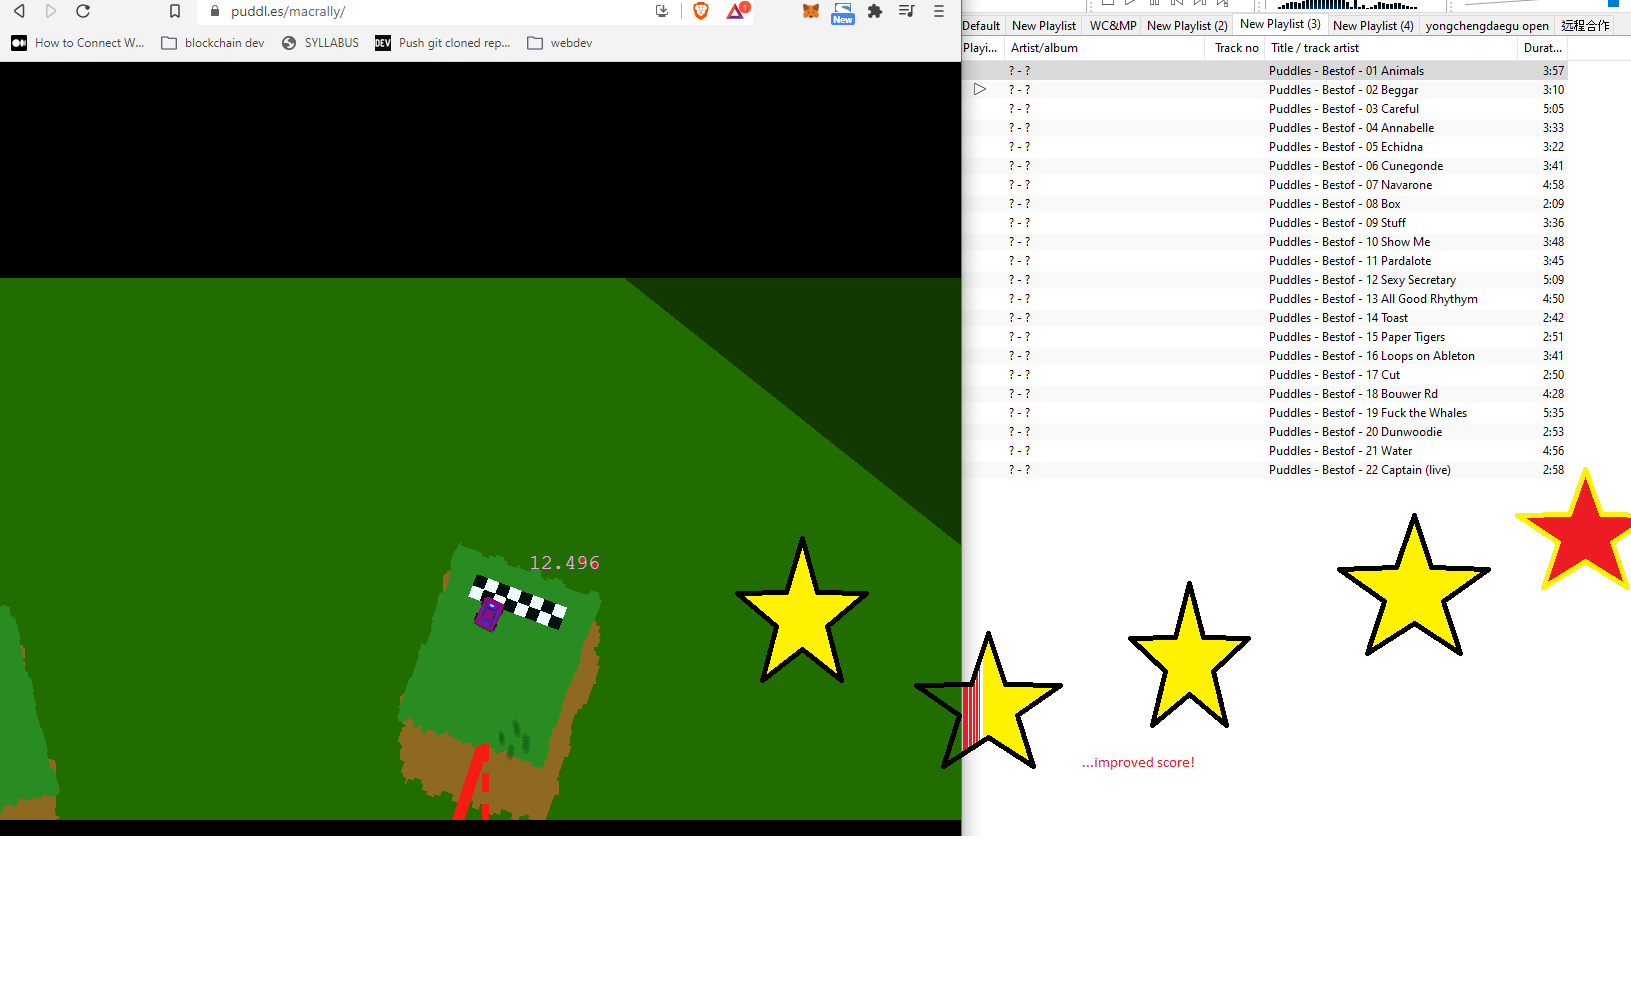 puddl.es/macrally/
1
New
How to Connect W...
blockchain dev
SYLLABUS
DEV
Push git cloned rep...
webdev
12.496
Default
New Playlist
WC&MP
New Playlist (2)
New Playlist (3)
New Playlist (4)
yongchengdaegu open
远程合作
Playi... Artist/album Track no Title / track artist Durat...
? - ? Puddles - Bestof - 01 Animals 3:57
? - ? Puddles - Bestof - 02 Beggar 3:10
? - ? Puddles - Bestof - 03 Careful 5:05
? - ? Puddles - Bestof - 04 Annabelle 3:33
? - ? Puddles - Bestof - 05 Echidna 3:22
? - ? Puddles - Bestof - 06 Cunegonde 3:41
? - ? Puddles - Bestof - 07 Navarone 4:58
? - ? Puddles - Bestof - 08 Box 2:09
? - ? Puddles - Bestof - 09 Stuff 3:36
? - ? Puddles - Bestof - 10 Show Me 3:48
? - ? Puddles - Bestof - 11 Pardalote 3:45
? - ? Puddles - Bestof - 12 Sexy Secretary 5:09
? - ? Puddles - Bestof - 13 All Good Rhythym 4:50
? - ? Puddles - Bestof - 14 Toast 2:42
? - ? Puddles - Bestof - 15 Paper Tigers 2:51
? - ? Puddles - Bestof - 16 Loops on Ableton 3:41
? - ? Puddles - Bestof - 17 Cut 2:50
? - ? Puddles - Bestof - 18 Bouwer Rd 4:28
? - ? Puddles - Bestof - 19 Fuck the Whales 5:35
? - ? Puddles - Bestof - 20 Dunwoodie 2:53
? - ? Puddles - Bestof - 21 Water 4:56
? - ? Puddles - Bestof - 22 Captain (live) 2:58
...improved score!